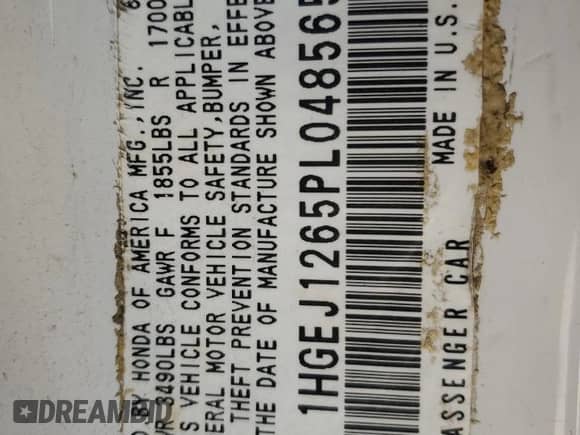 BY HONDA OF AMERICA MFG., INC. 8
3490LBS GAWR F 1855LBS R 1700
S VEHICLE CONFORMS TO ALL APPLICABL
ERAL MOTOR VEHICLE SAFETY, BUMPER,
THEFT PREVENTION STANDARDS IN EFFE
THE DATE OF MANUFACTURE SHOWN ABOVE
1HGEJ1265PL04856
ASSENGER CAR MADE IN U.S.
DREAMBID